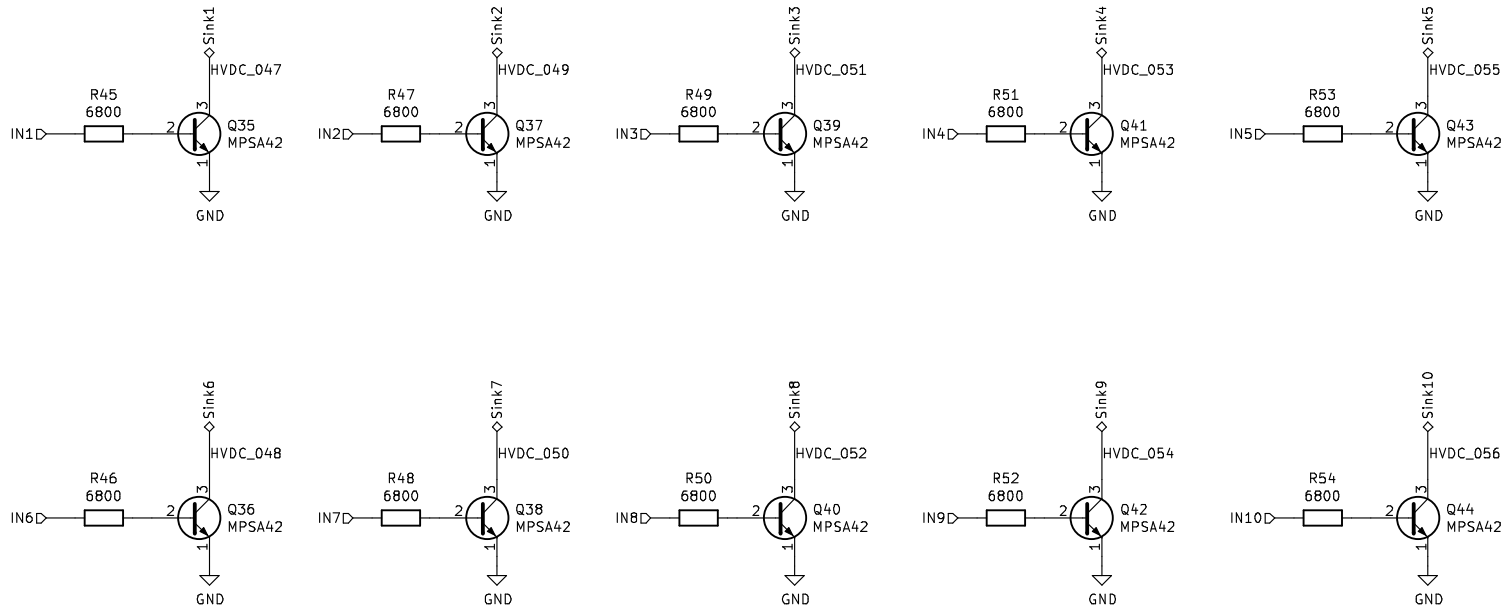 Sink1
Sink2
Sink3
Sink4
Sink5
HVDC_047
HVDC_049
HVDC_051
HVDC_053
HVDC_055
R45
6800
R47
6800
R49
6800
R51
6800
R53
6800
3
3
3
3
3
IN1
2
Q35
MPSA42
IN2
2
Q37
MPSA42
IN3
2
Q39
MPSA42
IN4
2
Q41
MPSA42
IN5
2
Q43
MPSA42
1
1
1
1
1
GND
GND
GND
GND
GND
Sink6
Sink7
Sink8
Sink9
Sink10
HVDC_048
HVDC_050
HVDC_052
HVDC_054
HVDC_056
R46
6800
R48
6800
R50
6800
R52
6800
R54
6800
3
3
3
3
3
IN6
2
Q36
MPSA42
IN7
2
Q38
MPSA42
IN8
2
Q40
MPSA42
IN9
2
Q42
MPSA42
IN10
2
Q44
MPSA42
1
1
1
1
1
GND
GND
GND
GND
GND